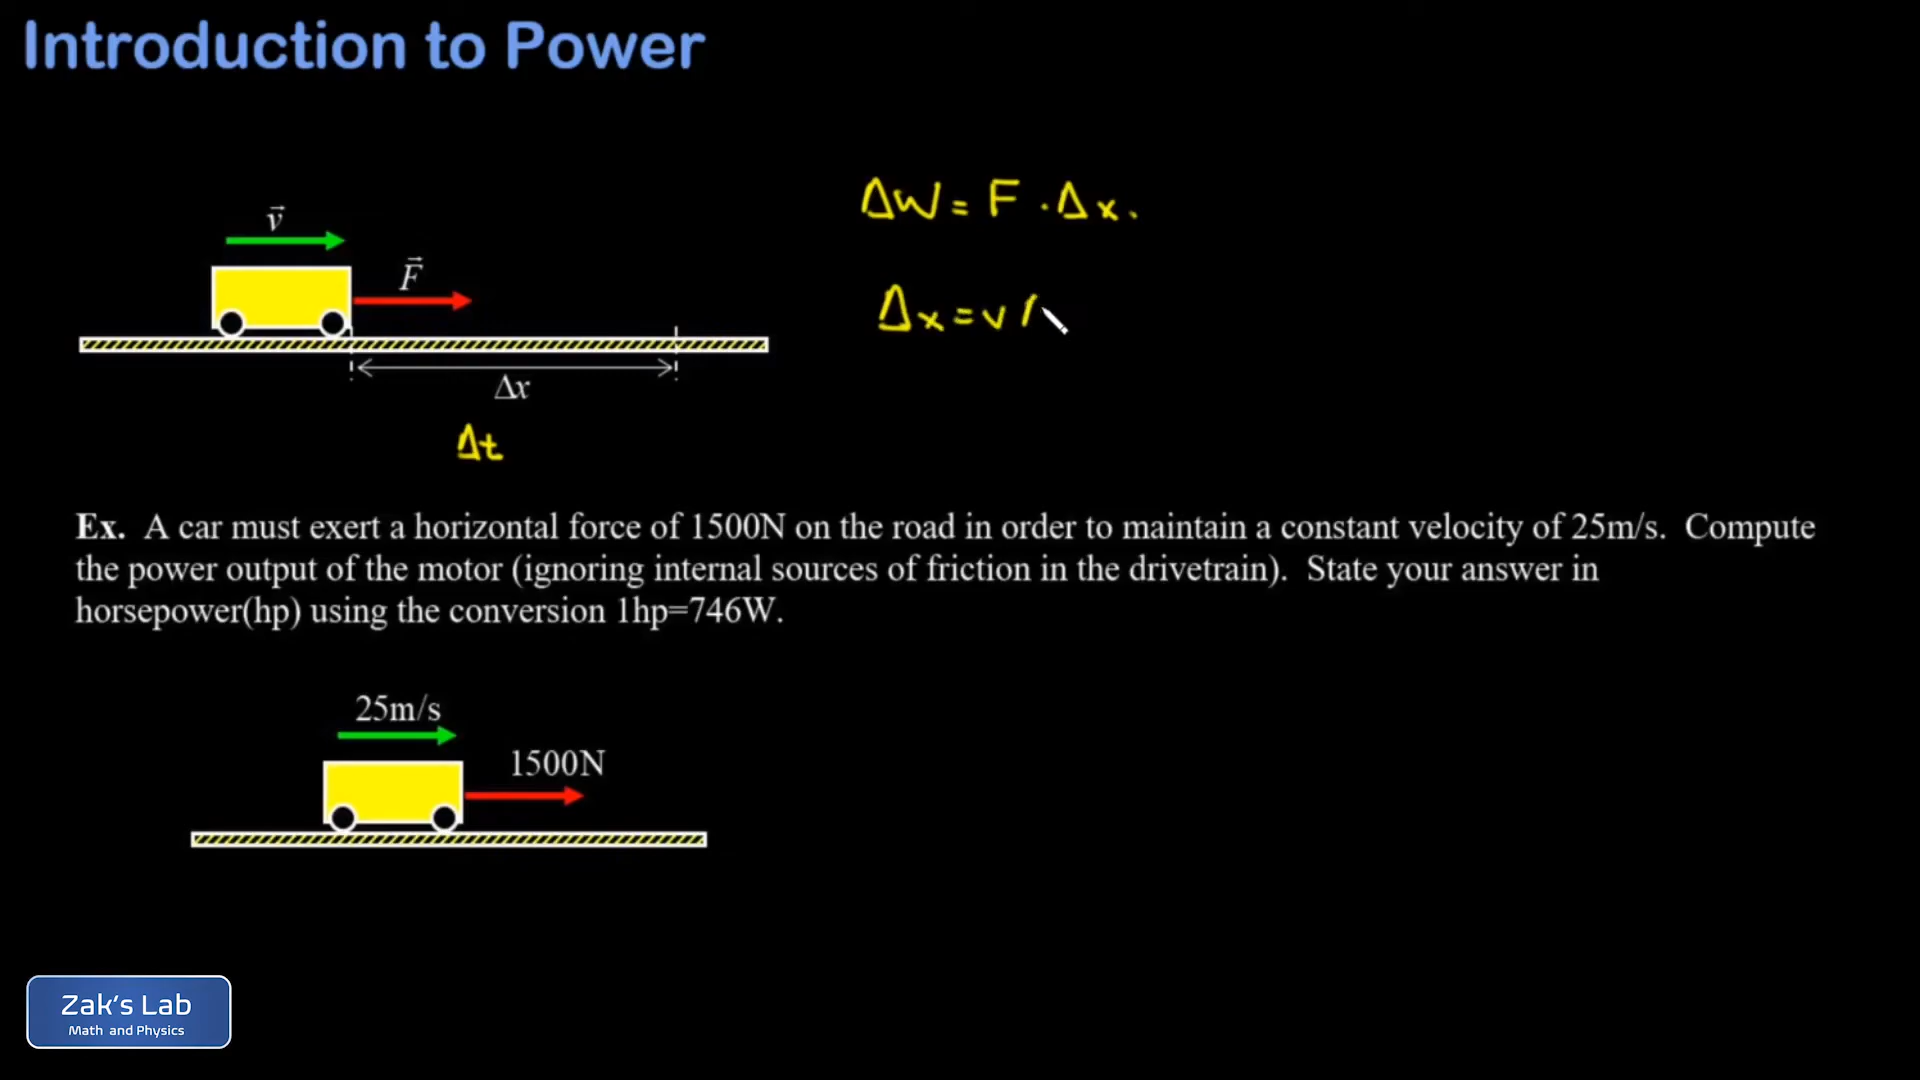 Introduction to Power
ΔW = F · Δx.
v⃗
F⃗
Δx = v
Δx
Δt
Ex. A car must exert a horizontal force of 1500N on the road in order to maintain a constant velocity of 25m/s. Compute
the power output of the motor (ignoring internal sources of friction in the drivetrain). State your answer in
horsepower(hp) using the conversion 1hp=746W.
25m/s
1500N
Zak's Lab
Math and Physics